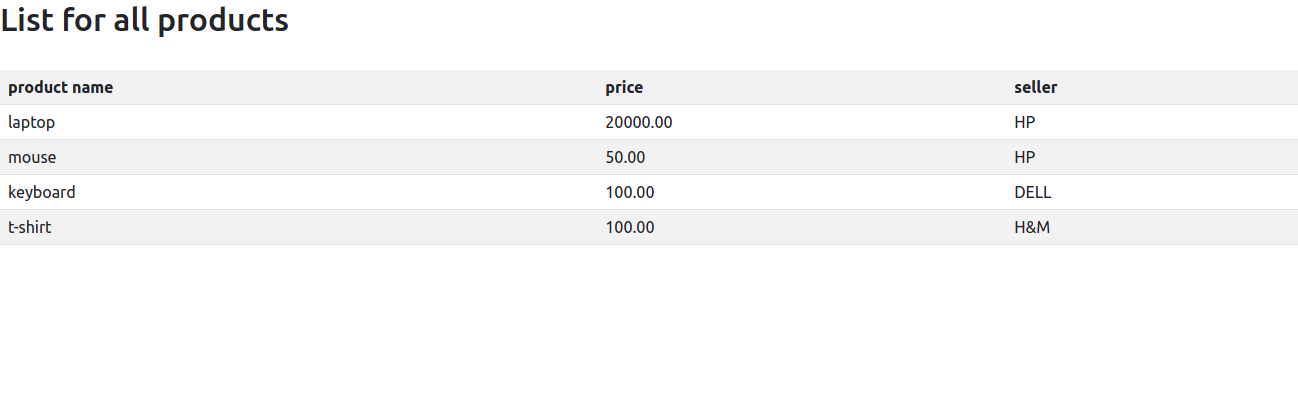 List for all products
product name price seller
laptop 20000.00 HP
mouse 50.00 HP
keyboard 100.00 DELL
t-shirt 100.00 H&M